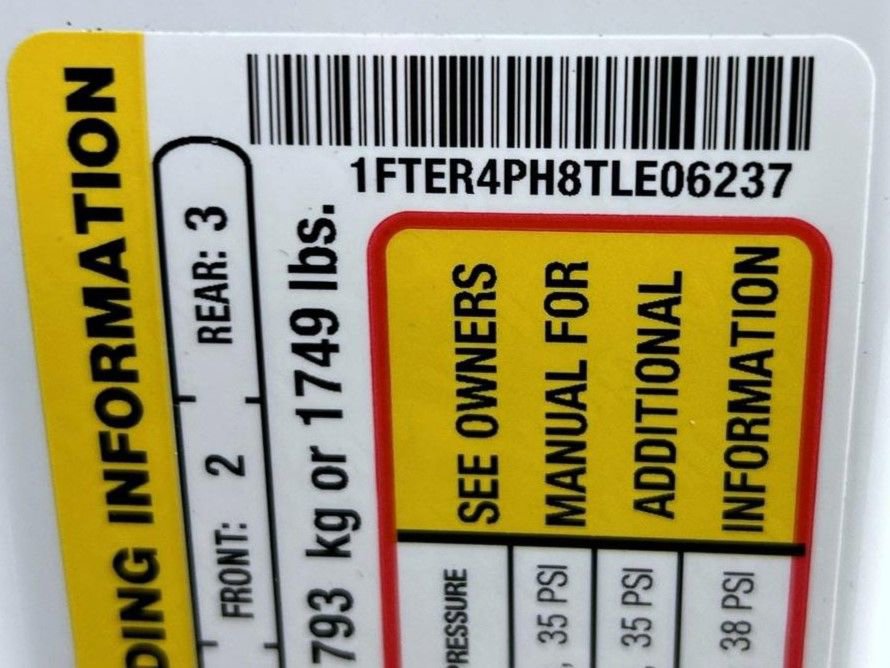 1FTER4PH8TLE06237
DING INFORMATION
FRONT: 2 REAR: 3
793 kg or 1749 lbs.
SEE OWNERS
MANUAL FOR
ADDITIONAL
INFORMATION
PRESSURE
, 35 PSI
, 35 PSI
38 PSI